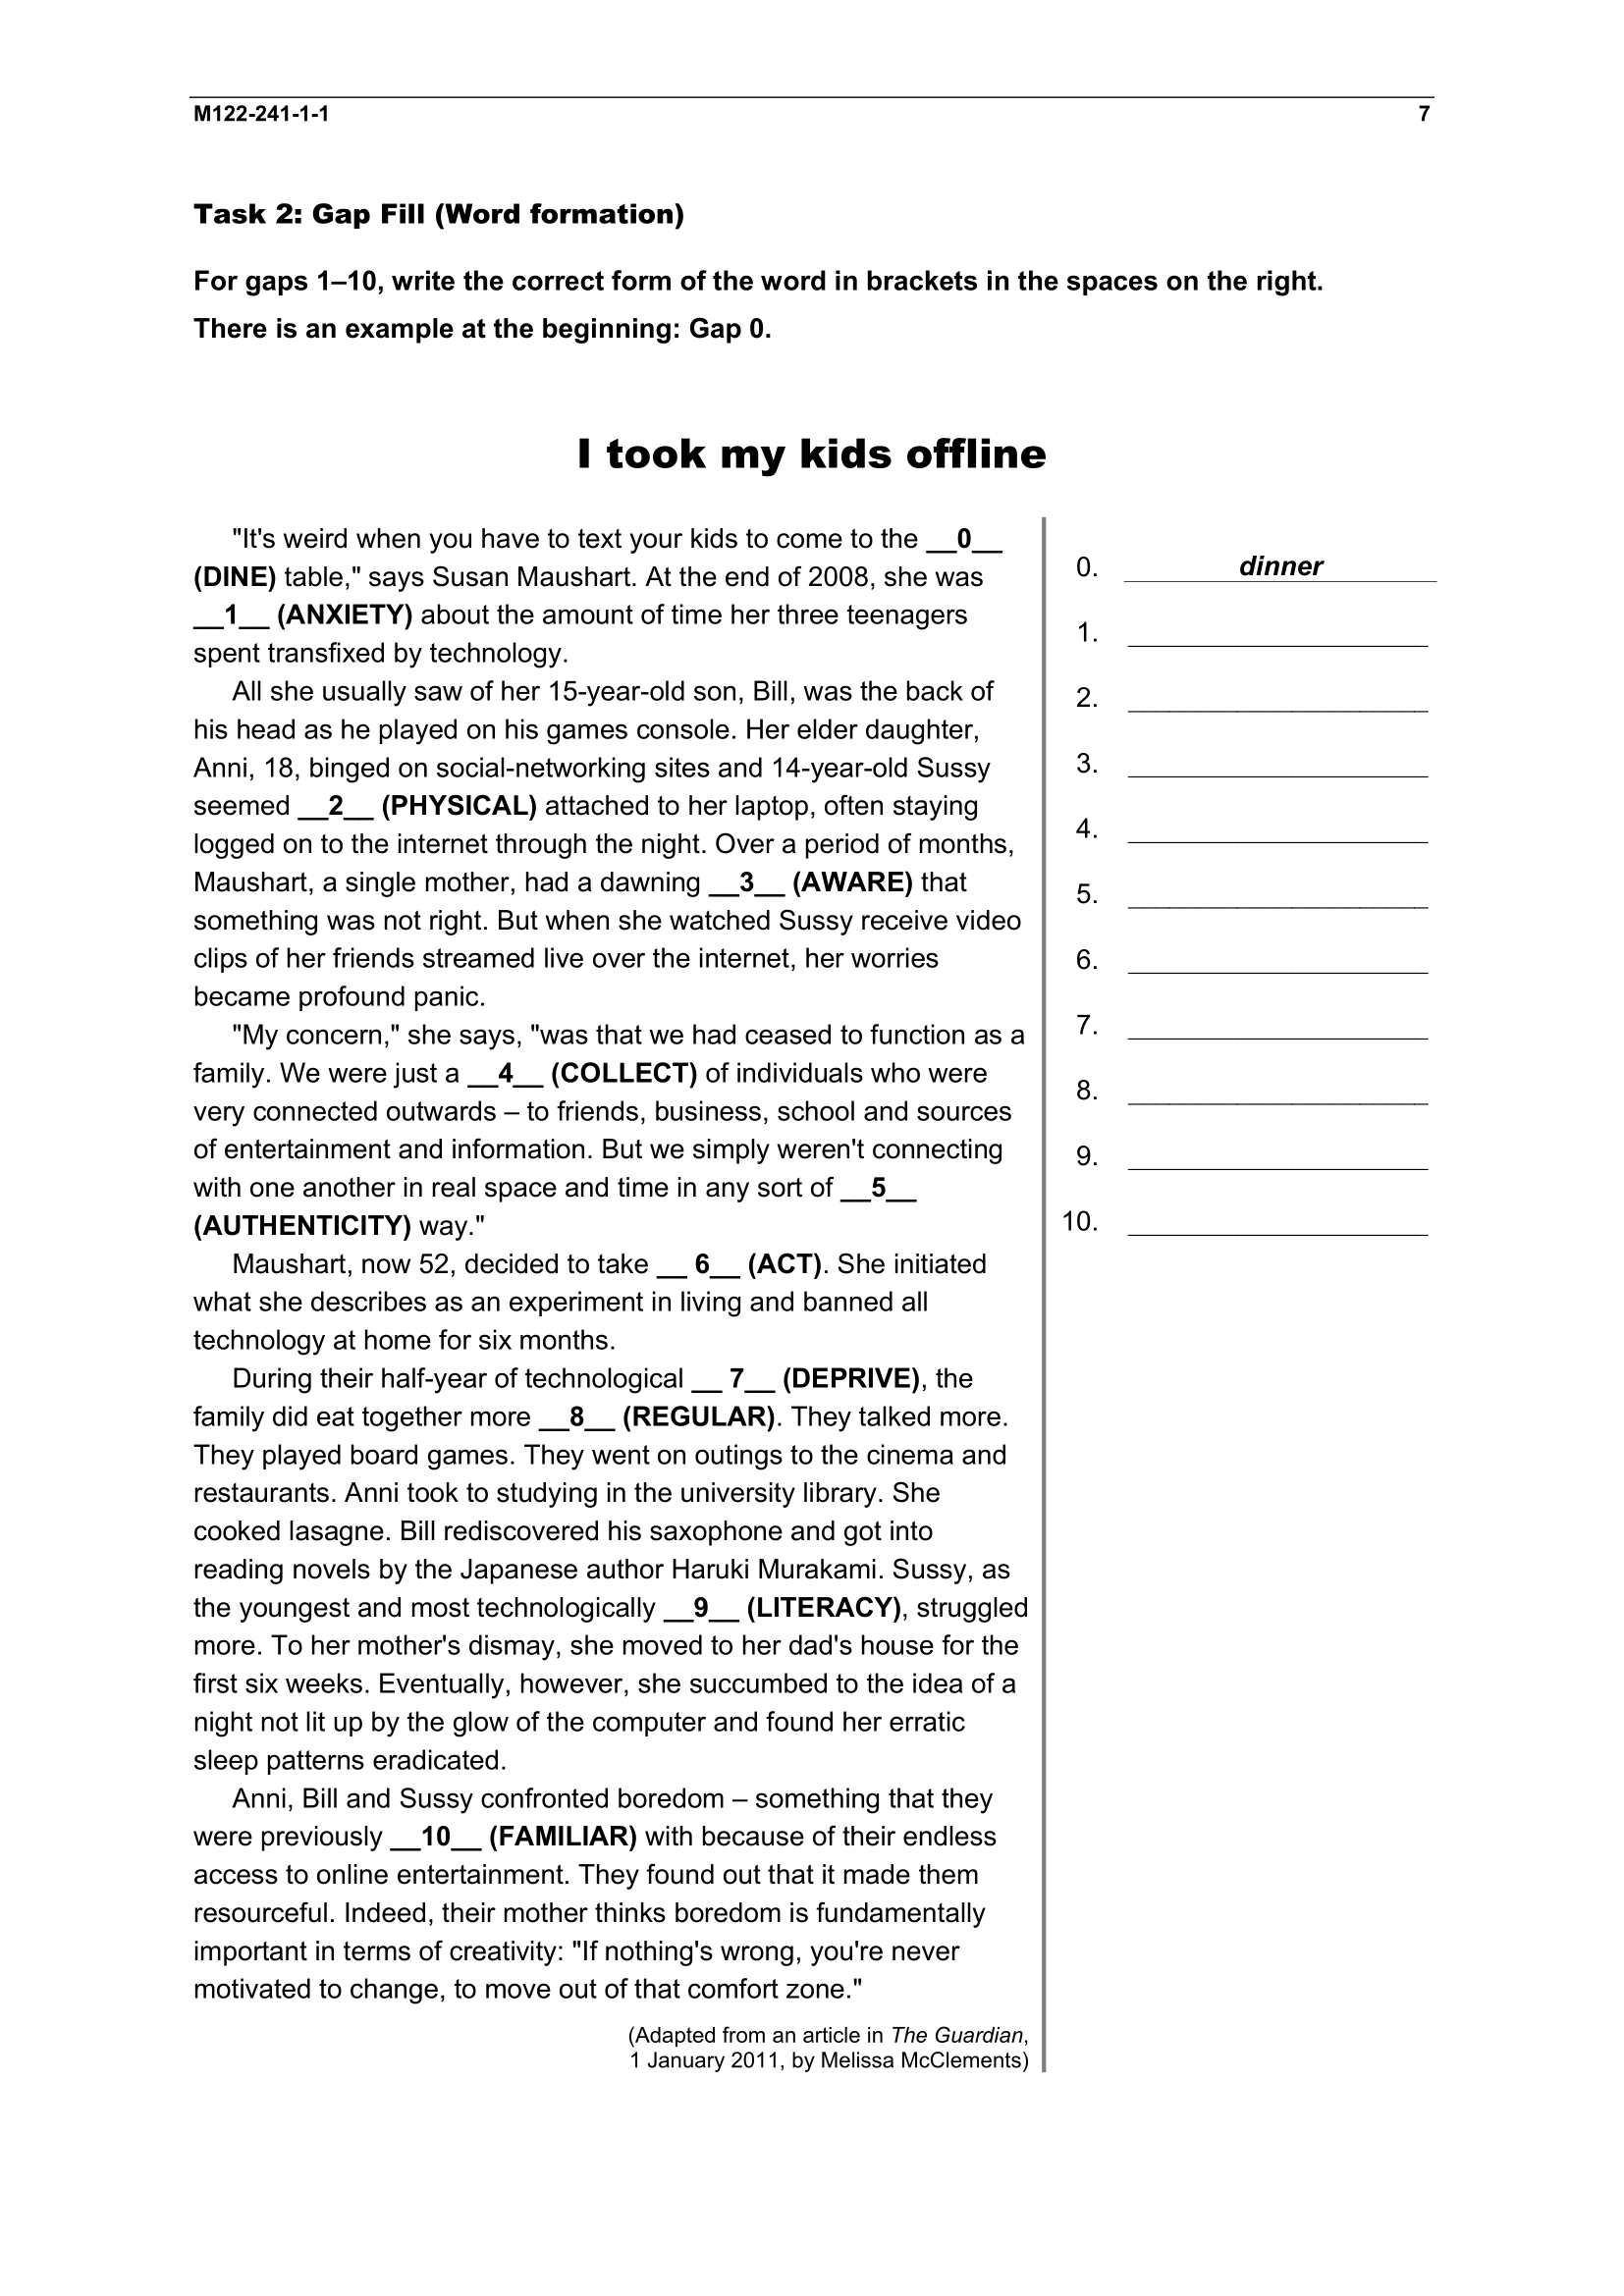 M122-241-1-1 7
Task 2: Gap Fill (Word formation)
For gaps 1–10, write the correct form of the word in brackets in the spaces on the right.
There is an example at the beginning: Gap 0.
I took my kids offline
"It's weird when you have to text your kids to come to the __0__
(DINE) table," says Susan Maushart. At the end of 2008, she was
__1__ (ANXIETY) about the amount of time her three teenagers
spent transfixed by technology.
All she usually saw of her 15-year-old son, Bill, was the back of
his head as he played on his games console. Her elder daughter,
Anni, 18, binged on social-networking sites and 14-year-old Sussy
seemed __2__ (PHYSICAL) attached to her laptop, often staying
logged on to the internet through the night. Over a period of months,
Maushart, a single mother, had a dawning __3__ (AWARE) that
something was not right. But when she watched Sussy receive video
clips of her friends streamed live over the internet, her worries
became profound panic.
"My concern," she says, "was that we had ceased to function as a
family. We were just a __4__ (COLLECT) of individuals who were
very connected outwards – to friends, business, school and sources
of entertainment and information. But we simply weren't connecting
with one another in real space and time in any sort of __5__
(AUTHENTICITY) way."
Maushart, now 52, decided to take __ 6__ (ACT). She initiated
what she describes as an experiment in living and banned all
technology at home for six months.
During their half-year of technological __ 7__ (DEPRIVE), the
family did eat together more __8__ (REGULAR). They talked more.
They played board games. They went on outings to the cinema and
restaurants. Anni took to studying in the university library. She
cooked lasagne. Bill rediscovered his saxophone and got into
reading novels by the Japanese author Haruki Murakami. Sussy, as
the youngest and most technologically __9__ (LITERACY), struggled
more. To her mother's dismay, she moved to her dad's house for the
first six weeks. Eventually, however, she succumbed to the idea of a
night not lit up by the glow of the computer and found her erratic
sleep patterns eradicated.
Anni, Bill and Sussy confronted boredom – something that they
were previously __10__ (FAMILIAR) with because of their endless
access to online entertainment. They found out that it made them
resourceful. Indeed, their mother thinks boredom is fundamentally
important in terms of creativity: "If nothing's wrong, you're never
motivated to change, to move out of that comfort zone."
(Adapted from an article in The Guardian,
1 January 2011, by Melissa McClements)
0. dinner
1. ____________________
2. ____________________
3. ____________________
4. ____________________
5. ____________________
6. ____________________
7. ____________________
8. ____________________
9. ____________________
10. ____________________